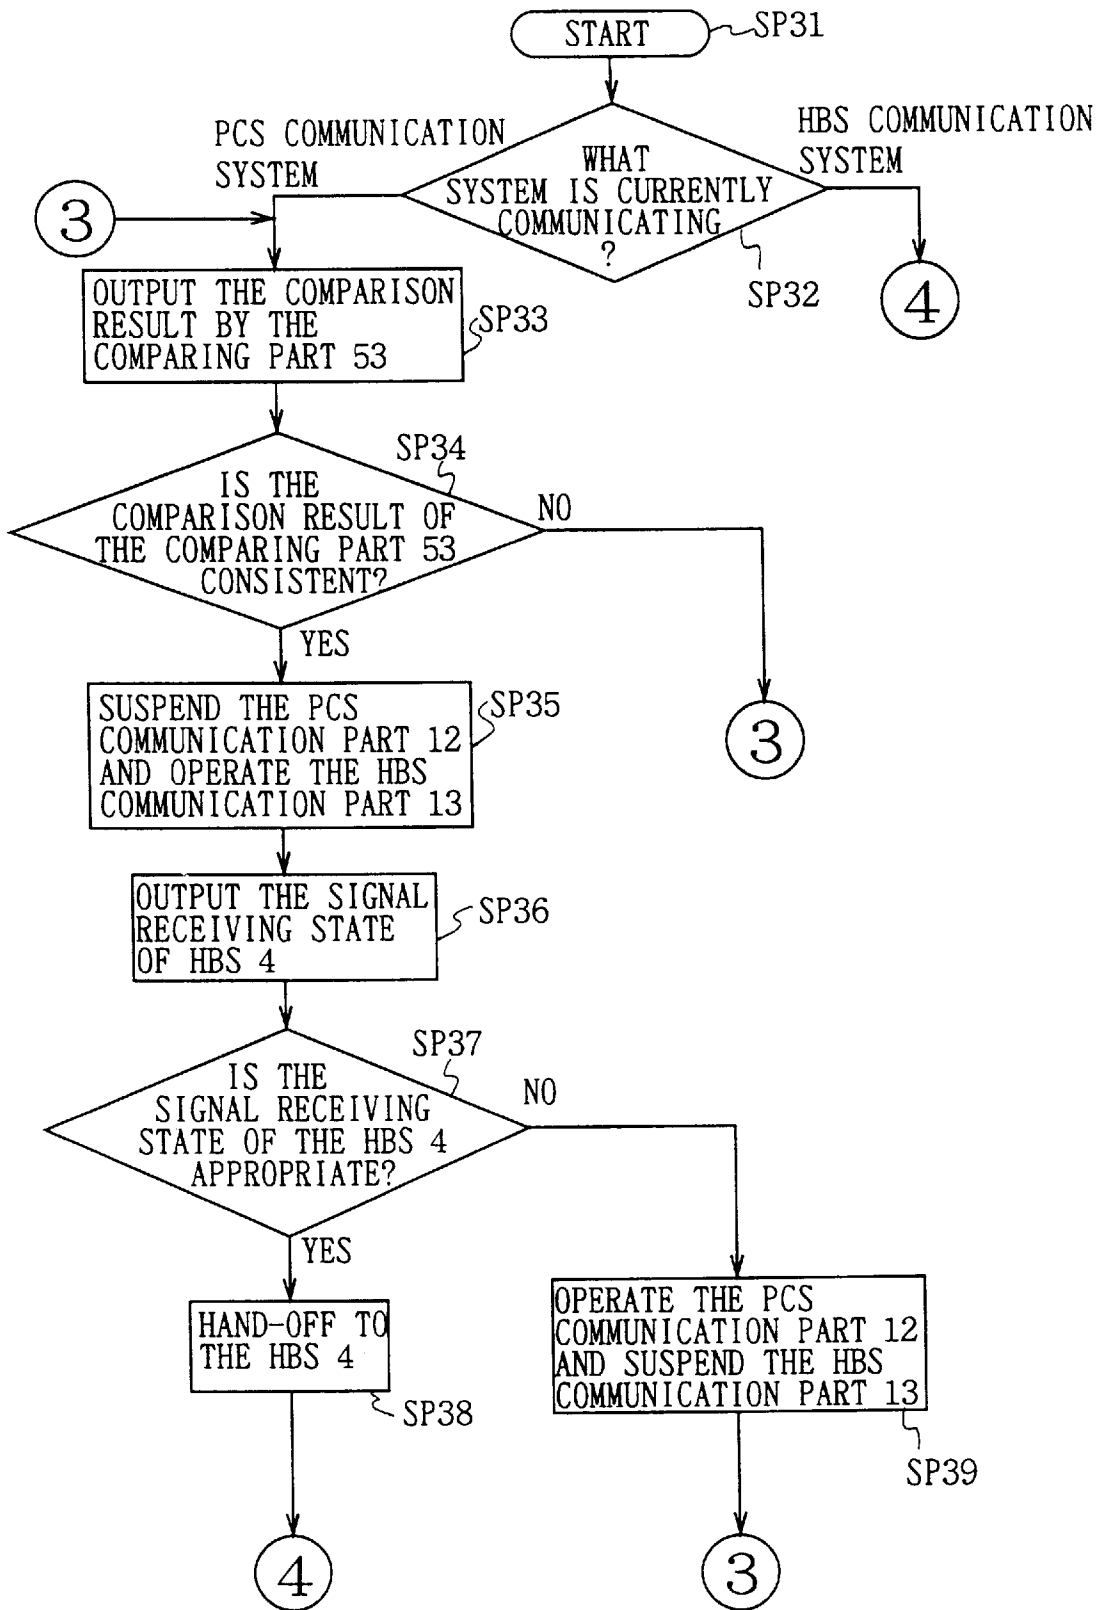 START
SP31
PCS COMMUNICATION
SYSTEM
HBS COMMUNICATION
SYSTEM
WHAT
SYSTEM IS CURRENTLY
COMMUNICATING
?
SP32
3
4
OUTPUT THE COMPARISON
RESULT BY THE
COMPARING PART 53
SP33
SP34
IS THE
COMPARISON RESULT OF
THE COMPARING PART 53
CONSISTENT?
NO
YES
3
SUSPEND THE PCS
COMMUNICATION PART 12
AND OPERATE THE HBS
COMMUNICATION PART 13
SP35
OUTPUT THE SIGNAL
RECEIVING STATE
OF HBS 4
SP36
SP37
IS THE
SIGNAL RECEIVING
STATE OF THE HBS 4
APPROPRIATE?
NO
YES
HAND-OFF TO
THE HBS 4
SP38
OPERATE THE PCS
COMMUNICATION PART 12
AND SUSPEND THE HBS
COMMUNICATION PART 13
SP39
4
3